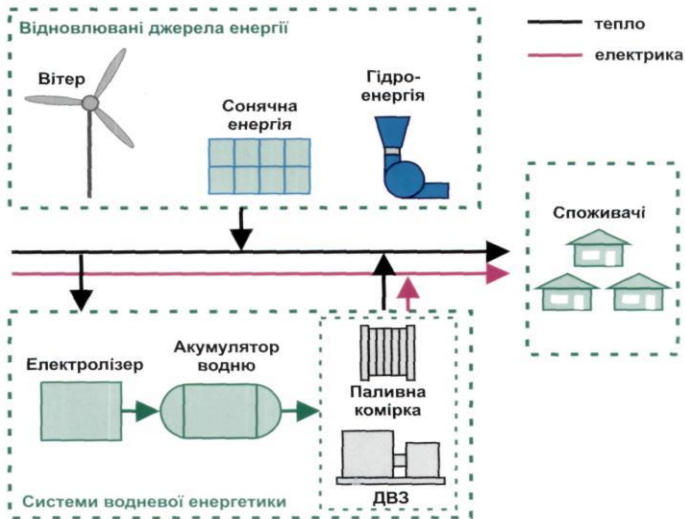 Відновлювані джерела енергії
Вітер
Сонячна
енергія
Гідро-
енергія
тепло
електрика
Споживачі
Електролізер
Акумулятор
водню
Паливна
комірка
ДВЗ
Системи водневої енергетики